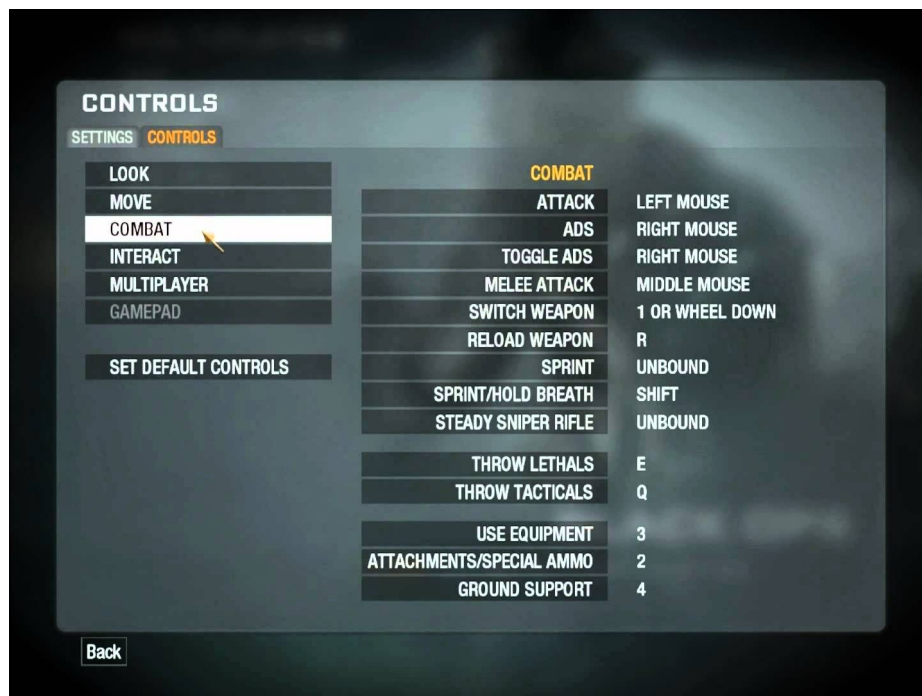 CONTROLS
SETTINGS CONTROLS
LOOK
MOVE
COMBAT
INTERACT
MULTIPLAYER
GAMEPAD
SET DEFAULT CONTROLS
COMBAT
ATTACK LEFT MOUSE
ADS RIGHT MOUSE
TOGGLE ADS RIGHT MOUSE
MELEE ATTACK MIDDLE MOUSE
SWITCH WEAPON 1 OR WHEEL DOWN
RELOAD WEAPON R
SPRINT UNBOUND
SPRINT/HOLD BREATH SHIFT
STEADY SNIPER RIFLE UNBOUND
THROW LETHALS E
THROW TACTICALS Q
USE EQUIPMENT 3
ATTACHMENTS/SPECIAL AMMO 2
GROUND SUPPORT 4
Back